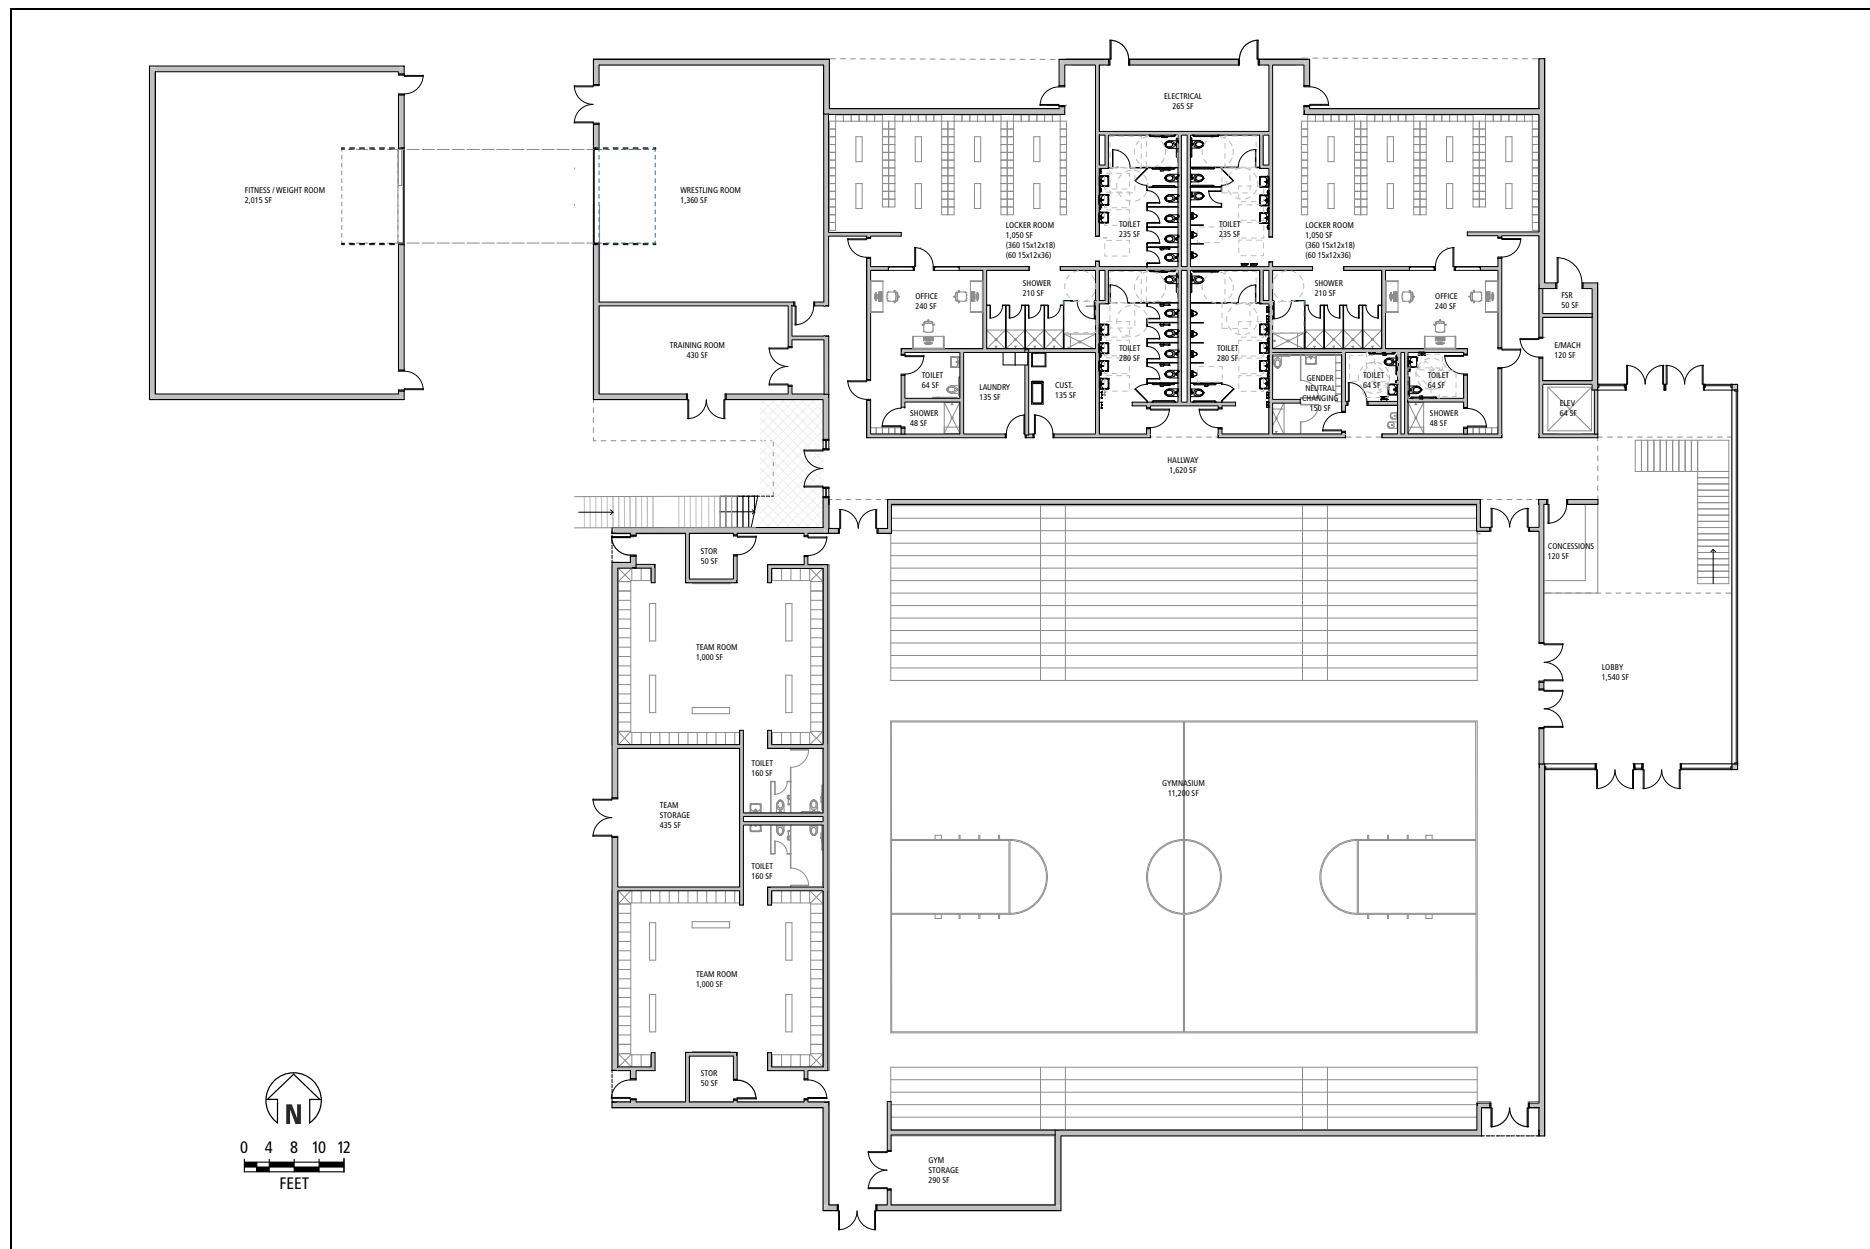 ELECTRICAL
265 SF
FITNESS / WEIGHT ROOM
2,015 SF
WRESTLING ROOM
1,360 SF
LOCKER ROOM
1,050 SF
(360 15x12x18)
(60 15x12x36)
TOILET
235 SF
TOILET
235 SF
LOCKER ROOM
1,050 SF
(360 15x12x18)
(60 15x12x36)
OFFICE
240 SF
SHOWER
210 SF
SHOWER
210 SF
OFFICE
240 SF
FSR
50 SF
TRAINING ROOM
430 SF
TOILET
280 SF
TOILET
280 SF
E/MACH
120 SF
TOILET
64 SF
LAUNDRY
135 SF
CUST.
135 SF
GENDER
NEUTRAL
CHANGING
150 SF
TOILET
64 SF
TOILET
64 SF
SHOWER
48 SF
SHOWER
48 SF
ELEV
64 SF
HALLWAY
1,620 SF
STOR
50 SF
CONCESSIONS
120 SF
TEAM ROOM
1,000 SF
LOBBY
1,540 SF
TOILET
160 SF
GYMNASIUM
11,200 SF
TEAM
STORAGE
435 SF
TOILET
160 SF
TEAM ROOM
1,000 SF
STOR
50 SF
N
0 4 8 10 12
FEET
GYM
STORAGE
290 SF